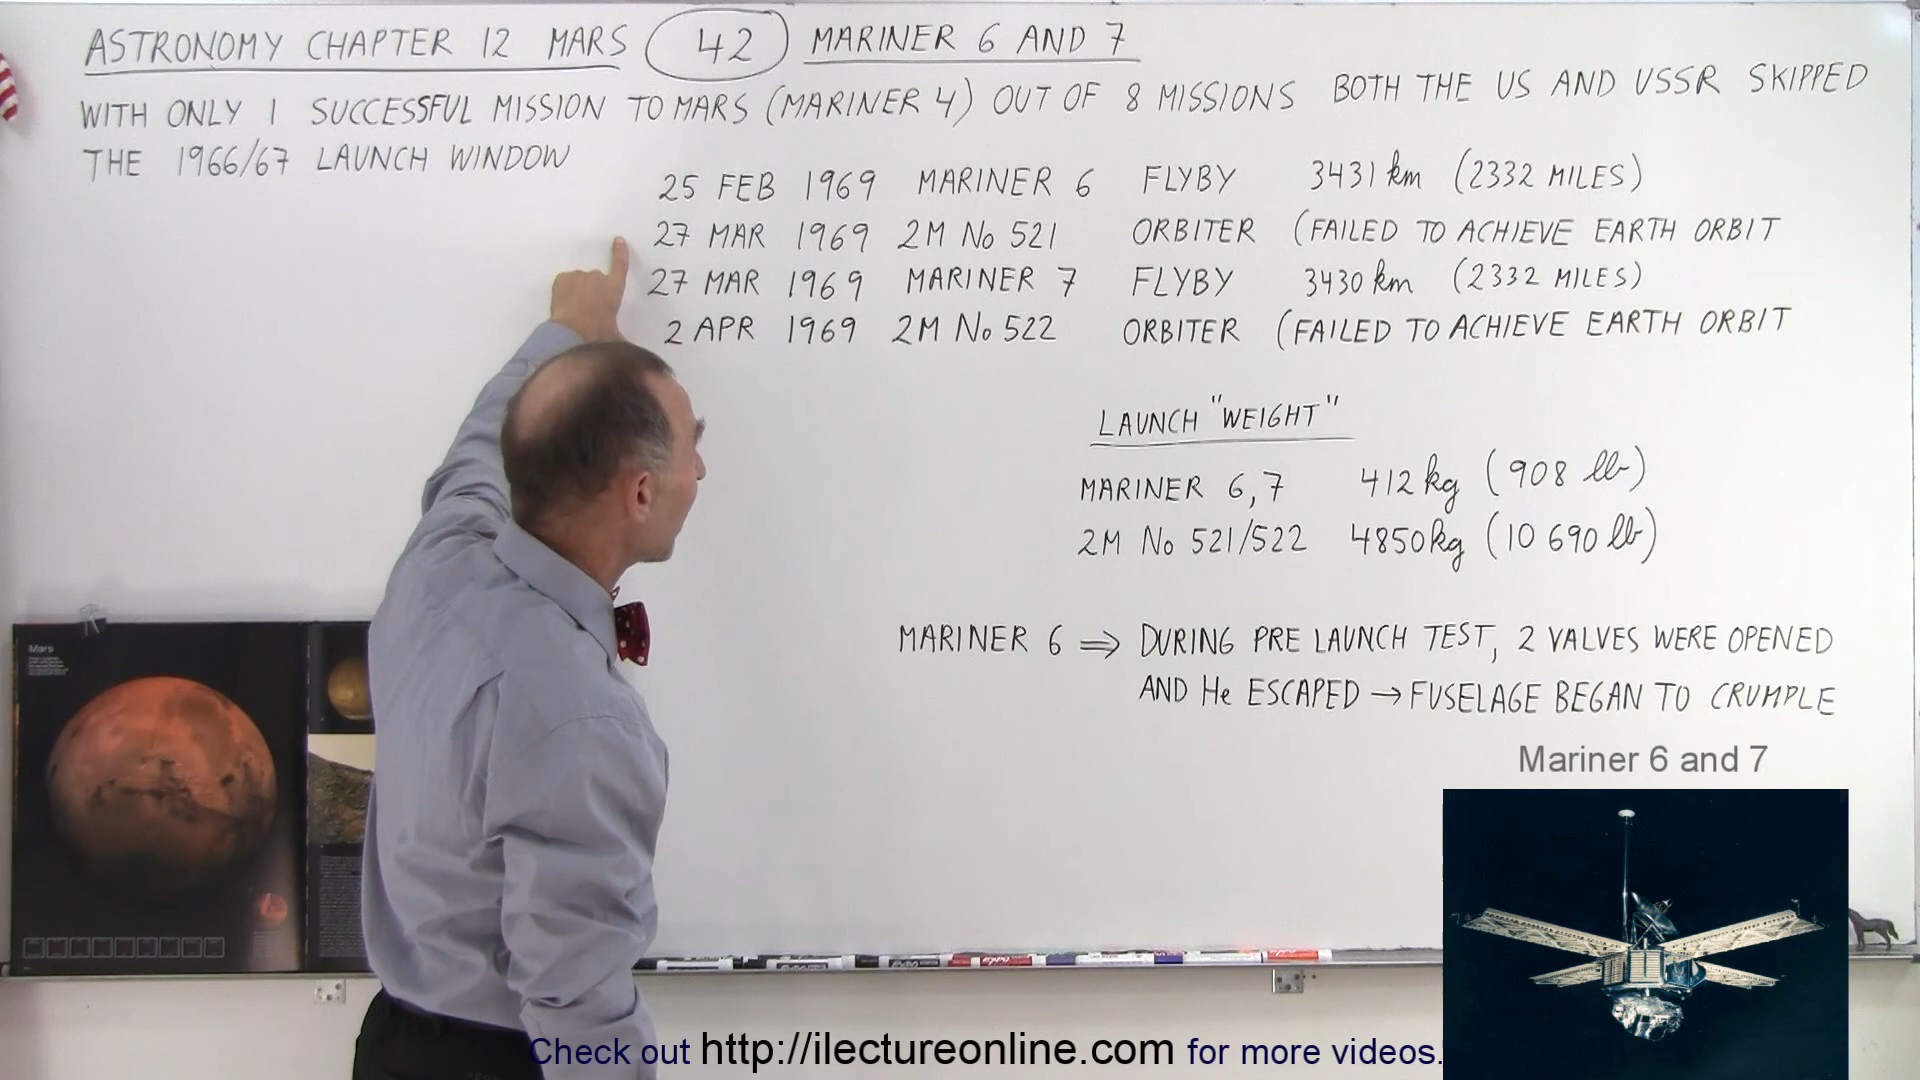 ASTRONOMY CHAPTER 12 MARS 42 MARINER 6 AND 7
WITH ONLY 1 SUCCESSFUL MISSION TO MARS (MARINER 4) OUT OF 8 MISSIONS BOTH THE US AND USSR SKIPPED
THE 1966/67 LAUNCH WINDOW
25 FEB 1969 MARINER 6 FLYBY 3431 km (2332 MILES)
27 MAR 1969 2M No 521 ORBITER (FAILED TO ACHIEVE EARTH ORBIT
27 MAR 1969 MARINER 7 FLYBY 3430 km (2332 MILES)
2 APR 1969 2M No 522 ORBITER (FAILED TO ACHIEVE EARTH ORBIT
LAUNCH "WEIGHT"
MARINER 6,7 412 kg (908 lb)
2M No 521/522 4850 kg (10 690 lb)
MARINER 6 ⇒ DURING PRE LAUNCH TEST, 2 VALVES WERE OPENED
AND He ESCAPED → FUSELAGE BEGAN TO CRUMPLE
Mars
Mariner 6 and 7
Check out http://ilectureonline.com for more videos.